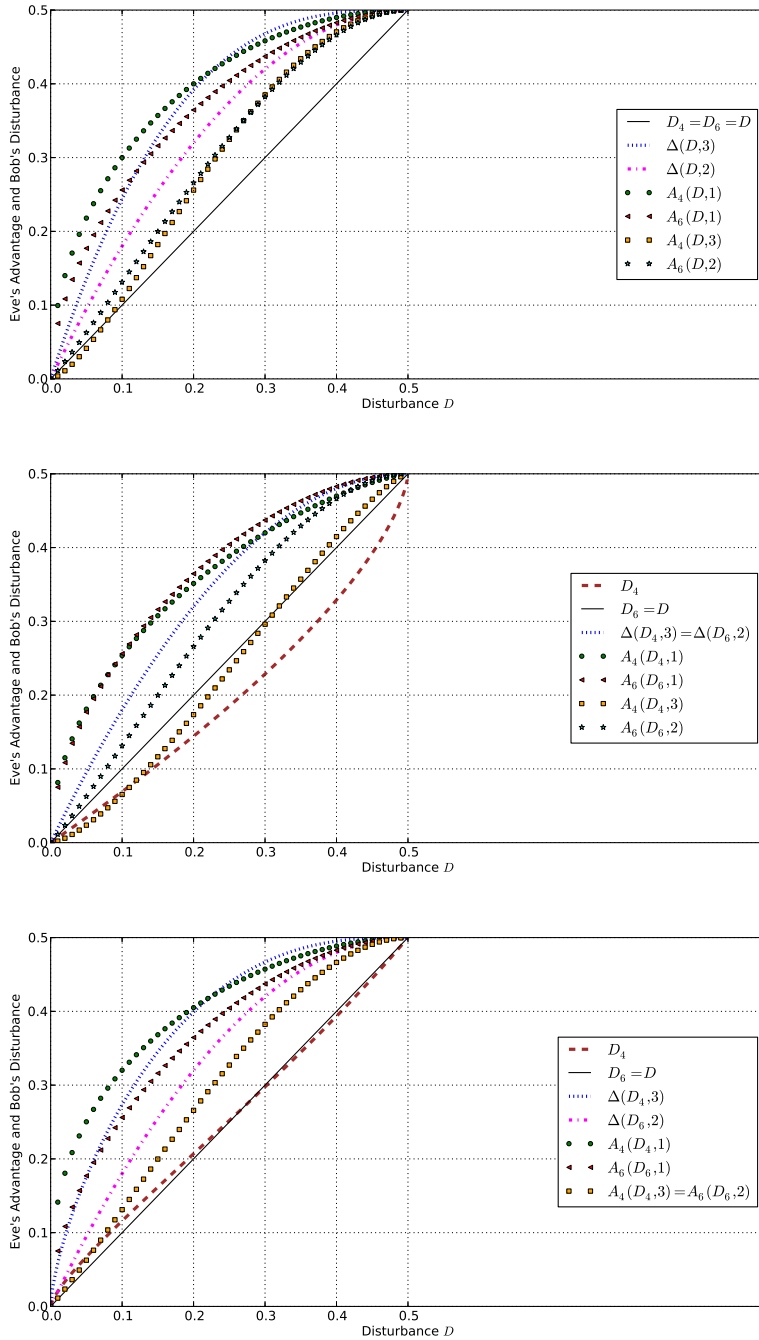 0.5
0.4
0.3
0.2
0.1
0.0
Eve's Advantage and Bob's Disturbance
0.0 0.1 0.2 0.3 0.4 0.5
Disturbance D
D₄=D₆=D
Δ(D,3)
Δ(D,2)
A₄(D,1)
A₆(D,1)
A₄(D,3)
A₆(D,2)
0.5
0.4
0.3
0.2
0.1
0.0
Eve's Advantage and Bob's Disturbance
0.0 0.1 0.2 0.3 0.4 0.5
Disturbance D
D₄
D₆=D
Δ(D₄,3)=Δ(D₆,2)
A₄(D₄,1)
A₆(D₆,1)
A₄(D₄,3)
A₆(D₆,2)
0.5
0.4
0.3
0.2
0.1
0.0
Eve's Advantage and Bob's Disturbance
0.0 0.1 0.2 0.3 0.4 0.5
Disturbance D
D₄
D₆=D
Δ(D₄,3)
Δ(D₆,2)
A₄(D₄,1)
A₆(D₆,1)
A₄(D₄,3)=A₆(D₆,2)